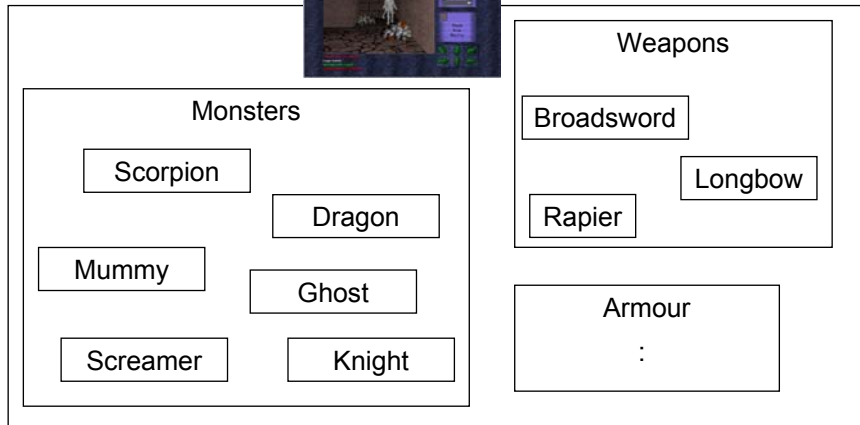 Monsters
Scorpion
Dragon
Mummy
Ghost
Screamer
Knight
Weapons
Broadsword
Longbow
Rapier
Armour
: